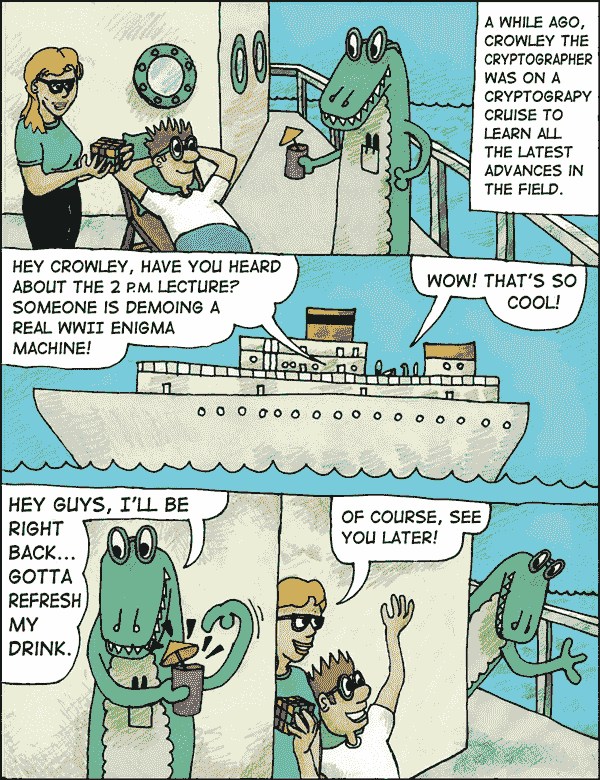 A WHILE AGO,
CROWLEY THE
CRYPTOGRAPHER
WAS ON A
CRYPTOGRAPY
CRUISE TO
LEARN ALL
THE LATEST
ADVANCES IN
THE FIELD.
HEY CROWLEY, HAVE YOU HEARD
ABOUT THE 2 P.M. LECTURE?
SOMEONE IS DEMOING A
REAL WWII ENIGMA
MACHINE!
WOW! THAT'S SO
COOL!
HEY GUYS, I'LL BE
RIGHT
BACK...
GOTTA
REFRESH
MY
DRINK.
OF COURSE, SEE
YOU LATER!